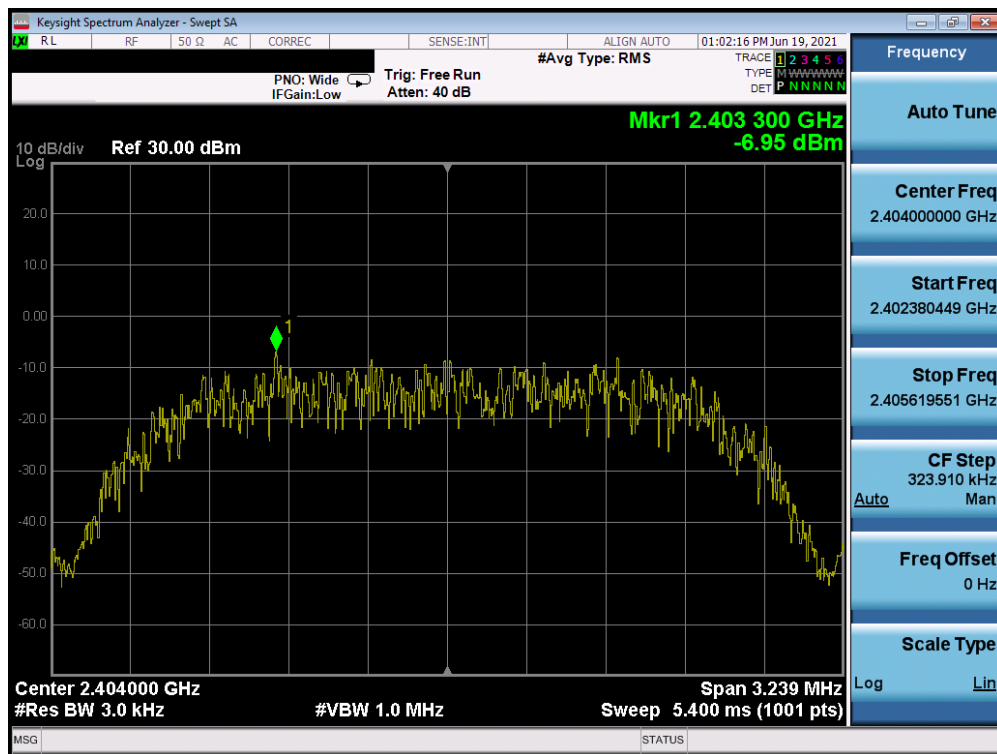 Keysight Spectrum Analyzer - Swept SA
LXI RL RF 50 Ω AC CORREC SENSE:INT ALIGN AUTO 01:02:16 PM Jun 19, 2021
#Avg Type: RMS
TRACE 1 2 3 4 5 6
TYPE M WWWWW
DET P N N N N N
PNO: Wide
IFGain:Low
Trig: Free Run
Atten: 40 dB
Mkr1 2.403 300 GHz
-6.95 dBm
10 dB/div
Log
Ref 30.00 dBm
20.0
10.0
0.00
-10.0
-20.0
-30.0
-40.0
-50.0
-60.0
1
Center 2.404000 GHz
Span 3.239 MHz
#Res BW 3.0 kHz
#VBW 1.0 MHz
Sweep 5.400 ms (1001 pts)
MSG
STATUS
Frequency
Auto Tune
Center Freq
2.404000000 GHz
Start Freq
2.402380449 GHz
Stop Freq
2.405619551 GHz
CF Step
323.910 kHz
Auto Man
Freq Offset
0 Hz
Scale Type
Log Lin